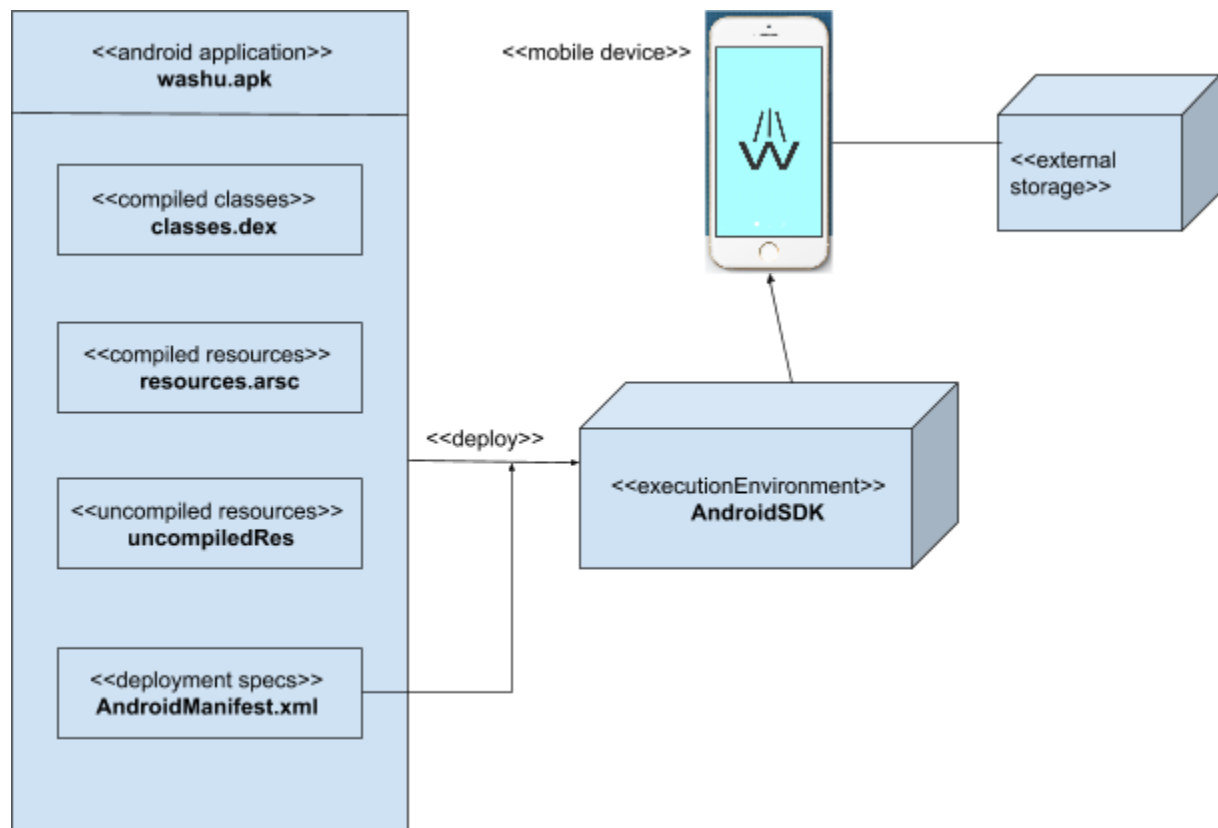 <<android application>>
washu.apk
<<compiled classes>>
classes.dex
<<compiled resources>>
resources.arsc
<<uncompiled resources>>
uncompiledRes
<<deployment specs>>
AndroidManifest.xml
<<deploy>>
<<executionEnvironment>>
AndroidSDK
<<mobile device>>
W
<<external
storage>>